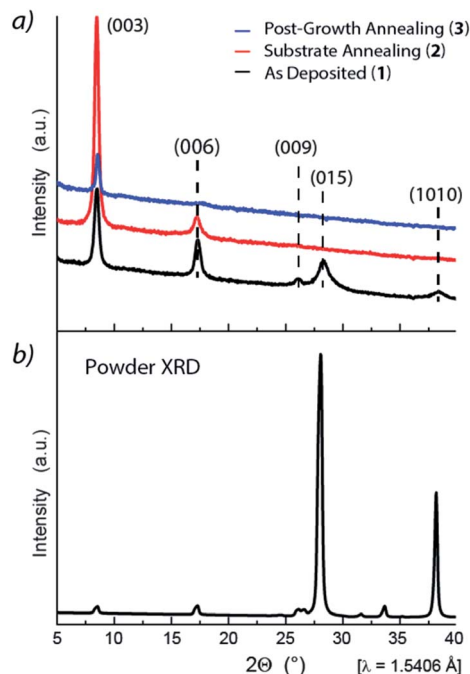 a)
(003)
Post-Growth Annealing (3)
Substrate Annealing (2)
As Deposited (1)
(006)
(009)
(015)
(1010)
Intensity (a.u.)
b)
Powder XRD
Intensity (a.u.)
5 10 15 20 25 30 35 40
2Θ (°)
[λ = 1.5406 Å]